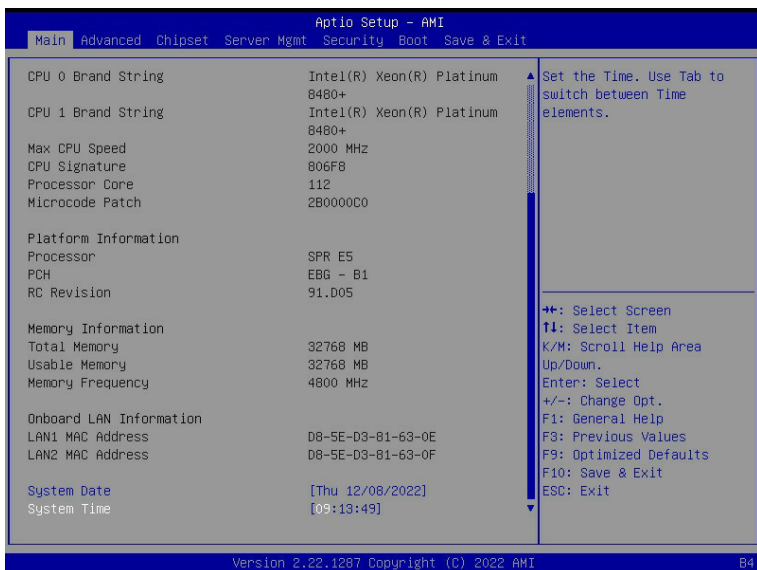 Aptio Setup – AMI
Main Advanced Chipset Server Mgmt Security Boot Save & Exit
CPU 0 Brand String Intel(R) Xeon(R) Platinum
8480+
CPU 1 Brand String Intel(R) Xeon(R) Platinum
8480+
Max CPU Speed 2000 MHz
CPU Signature 806F8
Processor Core 112
Microcode Patch 2B0000C0
Platform Information
Processor SPR E5
PCH EBG – B1
RC Revision 91.D05
Memory Information
Total Memory 32768 MB
Usable Memory 32768 MB
Memory Frequency 4800 MHz
Onboard LAN Information
LAN1 MAC Address D8-5E-D3-81-63-0E
LAN2 MAC Address D8-5E-D3-81-63-0F
System Date [Thu 12/08/2022]
System Time [09:13:49]
Set the Time. Use Tab to
switch between Time
elements.
→←: Select Screen
↑↓: Select Item
K/M: Scroll Help Area
Up/Down.
Enter: Select
+/-: Change Opt.
F1: General Help
F3: Previous Values
F9: Optimized Defaults
F10: Save & Exit
ESC: Exit
Version 2.22.1287 Copyright (C) 2022 AMI
B4